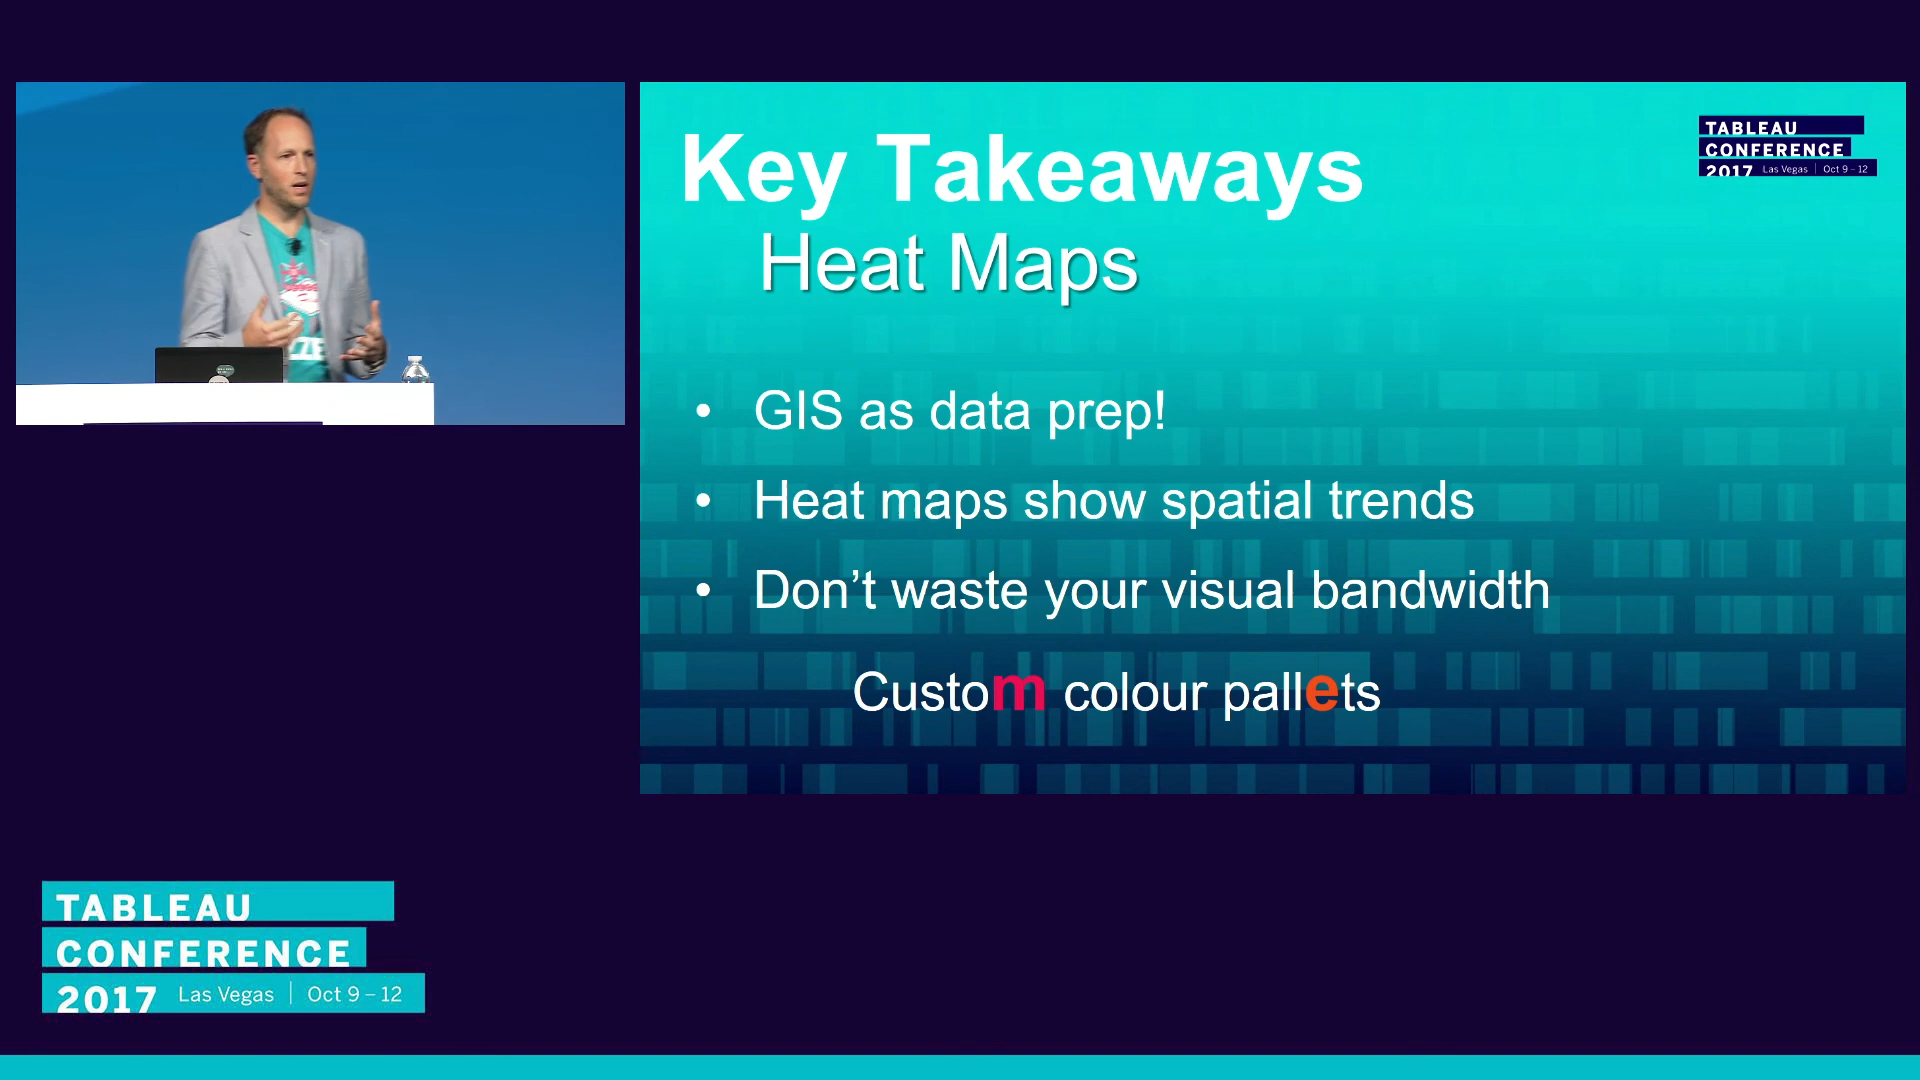 Key Takeaways
Heat Maps
TABLEAU
CONFERENCE
2017 Las Vegas | Oct 9 – 12
• GIS as data prep!
• Heat maps show spatial trends
• Don’t waste your visual bandwidth
Custom colour pallets
TABLEAU
CONFERENCE
2017 Las Vegas | Oct 9 – 12